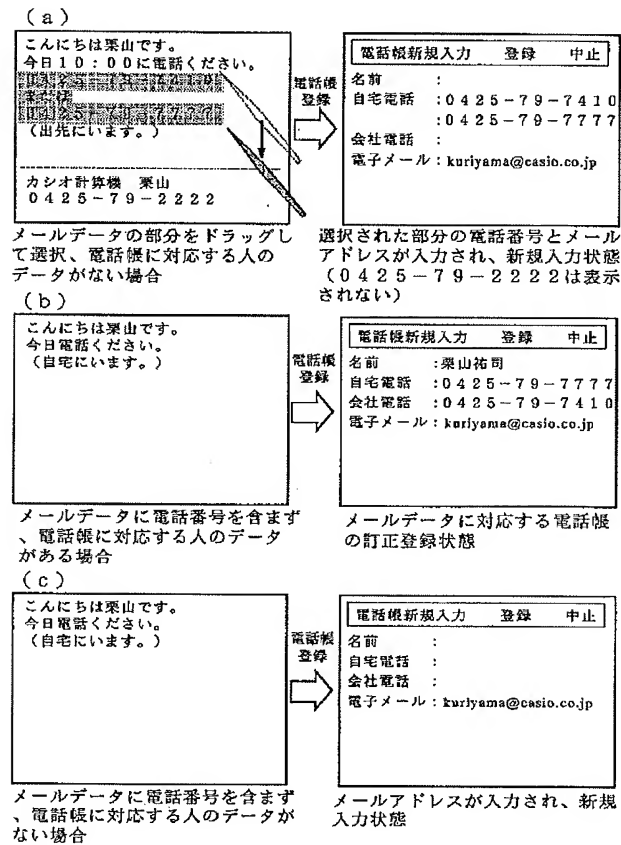 (a)
こんにちは栗山です。
今日10:00に電話ください。
0425-79-7410
または
0425-79-7777
(出先にいます。)
カシオ計算機 栗山
0425-79-2222
電話帳
登録
電話帳新規入力 登録 中止
名前 :
自宅電話 :0425-79-7410
:0425-79-7777
会社電話 :
電子メール:kuriyama@casio.co.jp
メールデータの部分をドラッグし
て選択、電話帳に対応する人の
データがない場合
選択された部分の電話番号とメール
アドレスが入力され、新規入力状態
(0425-79-2222は表示
されない)
(b)
こんにちは栗山です。
今日電話ください。
(自宅にいます。)
電話帳
登録
電話帳新規入力 登録 中止
名前 :栗山祐司
自宅電話 :0425-79-7777
会社電話 :0425-79-7410
電子メール:kuriyama@casio.co.jp
メールデータに電話番号を含まず
、電話帳に対応する人のデータ
がある場合
メールデータに対応する電話帳
の訂正登録状態
(c)
こんにちは栗山です。
今日電話ください。
(自宅にいます。)
電話帳
登録
電話帳新規入力 登録 中止
名前 :
自宅電話 :
会社電話 :
電子メール:kuriyama@casio.co.jp
メールデータに電話番号を含まず
、電話帳に対応する人のデータが
ない場合
メールアドレスが入力され、新規
入力状態